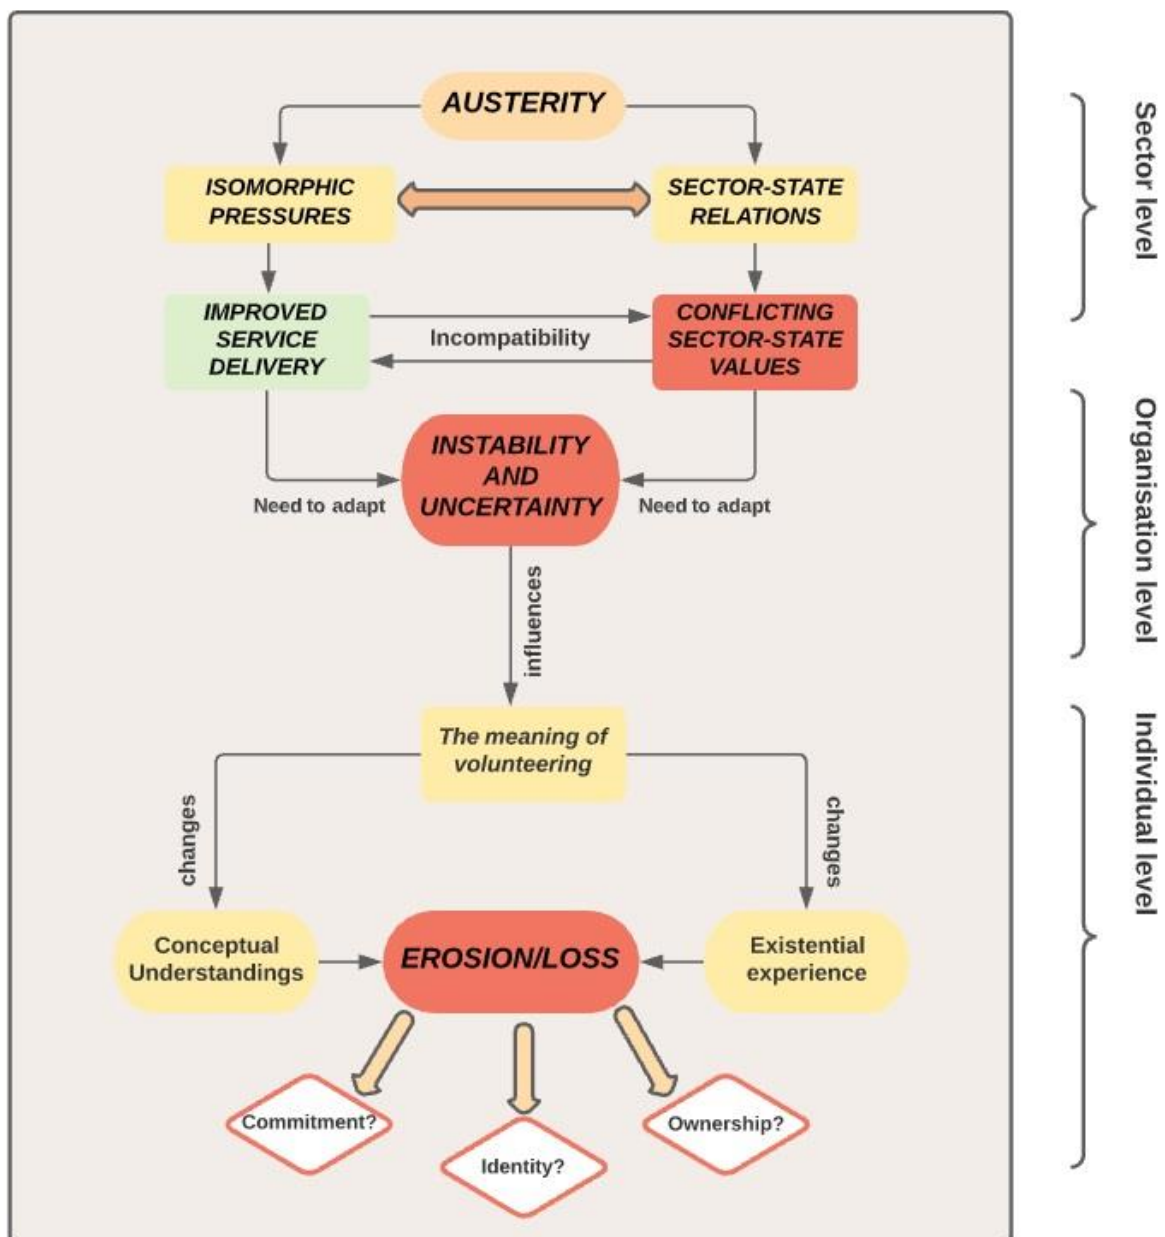 AUSTERITY
ISOMORPHIC
PRESSURES
SECTOR-STATE
RELATIONS
IMPROVED
SERVICE
DELIVERY
Incompatibility
CONFLICTING
SECTOR-STATE
VALUES
INSTABILITY
AND
UNCERTAINTY
Need to adapt
Need to adapt
influences
The meaning of
volunteering
changes
changes
Conceptual
Understandings
EROSION/LOSS
Existential
experience
Commitment?
Identity?
Ownership?
Sector level
Organisation level
Individual level